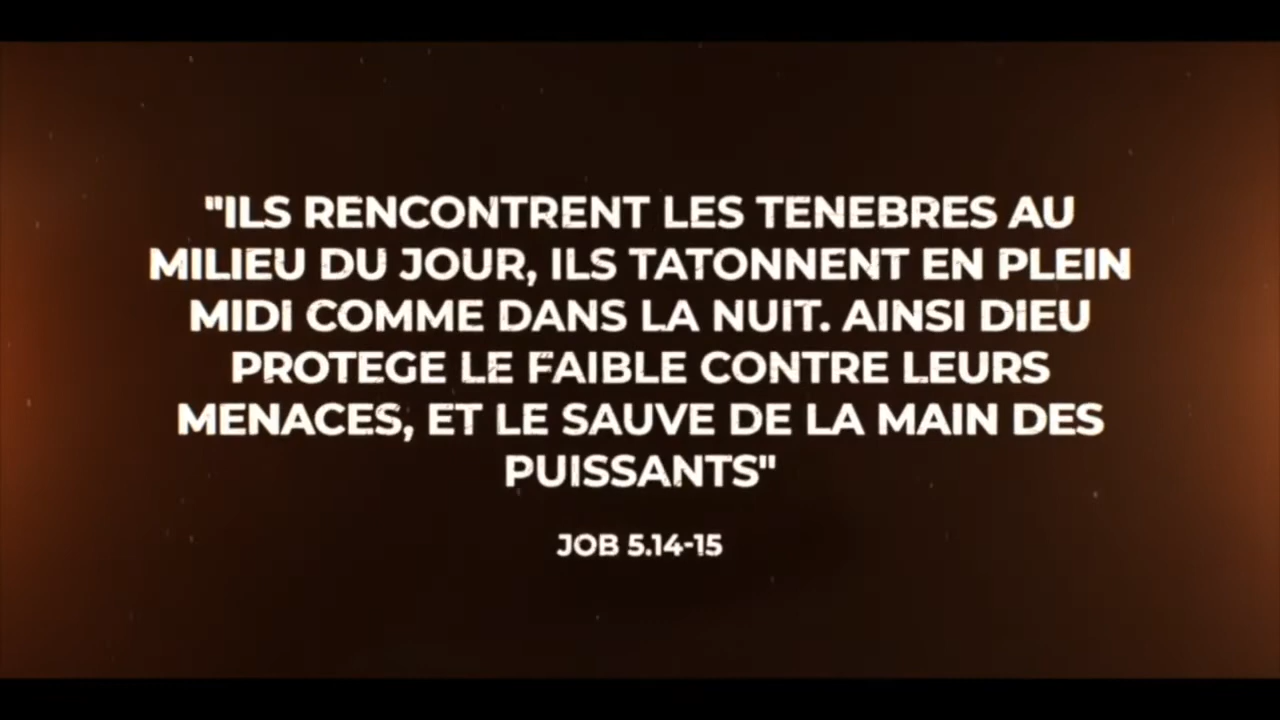 "ILS RENCONTRENT LES TENEBRES AU
MILIEU DU JOUR, ILS TATONNENT EN PLEIN
MIDI COMME DANS LA NUIT. AINSI DIEU
PROTEGE LE FAIBLE CONTRE LEURS
MENACES, ET LE SAUVE DE LA MAIN DES
PUISSANTS"
JOB 5.14-15